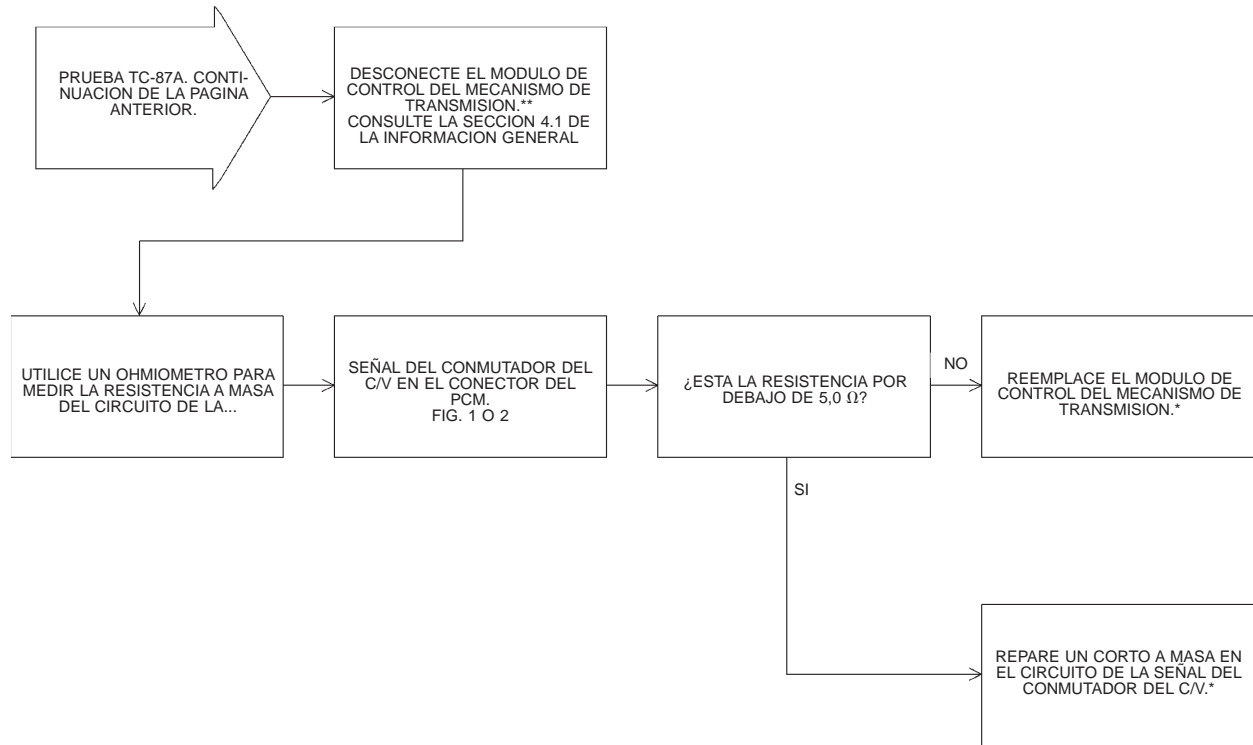 PRUEBA TC-87A. CONTI-
NUACION DE LA PAGINA
ANTERIOR.
DESCONECTE EL MODULO DE
CONTROL DEL MECANISMO DE
TRANSMISION.**
CONSULTE LA SECCION 4.1 DE
LA INFORMACION GENERAL
UTILICE UN OHMIOMETRO PARA
MEDIR LA RESISTENCIA A MASA
DEL CIRCUITO DE LA...
SEÑAL DEL CONMUTADOR DEL
C/V EN EL CONECTOR DEL
PCM.
FIG. 1 O 2
¿ESTA LA RESISTENCIA POR
DEBAJO DE 5,0 Ω?
NO
REEMPLACE EL MODULO DE
CONTROL DEL MECANISMO DE
TRANSMISION.*
SI
REPARE UN CORTO A MASA EN
EL CIRCUITO DE LA SEÑAL DEL
CONMUTADOR DEL C/V.*